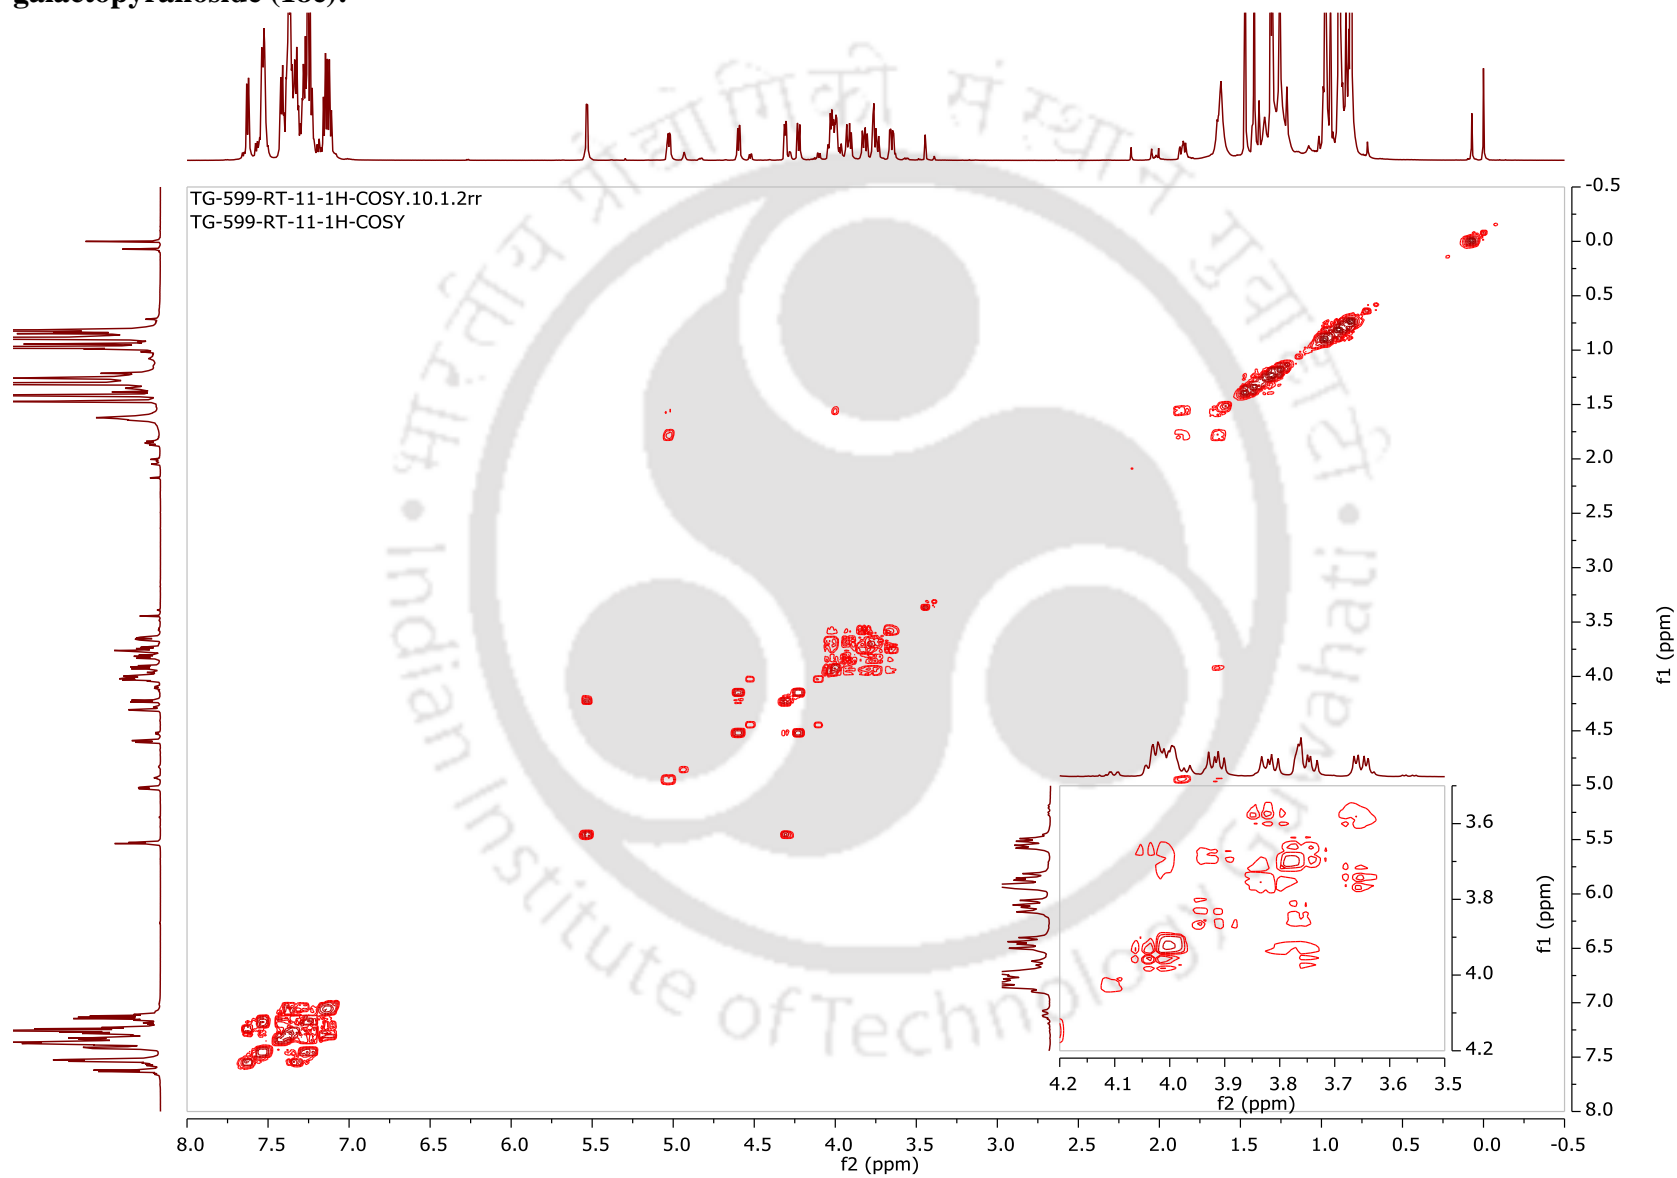 galactopyranoside (18c).
TG-599-RT-11-1H-COSY.10.1.2rr
TG-599-RT-11-1H-COSY
भारतीय प्रौद्योगिकी संस्थान गुवाहाटी
Indian Institute of Technology Guwahati
-0.5
0.0
0.5
1.0
1.5
2.0
2.5
3.0
3.5
4.0
4.5
5.0
5.5
6.0
6.5
7.0
7.5
8.0
f1 (ppm)
3.6
3.8
4.0
4.2
f1 (ppm)
4.2 4.1 4.0 3.9 3.8 3.7 3.6 3.5
f2 (ppm)
8.0 7.5 7.0 6.5 6.0 5.5 5.0 4.5 4.0 3.5 3.0 2.5 2.0 1.5 1.0 0.5 0.0 -0.5
f2 (ppm)